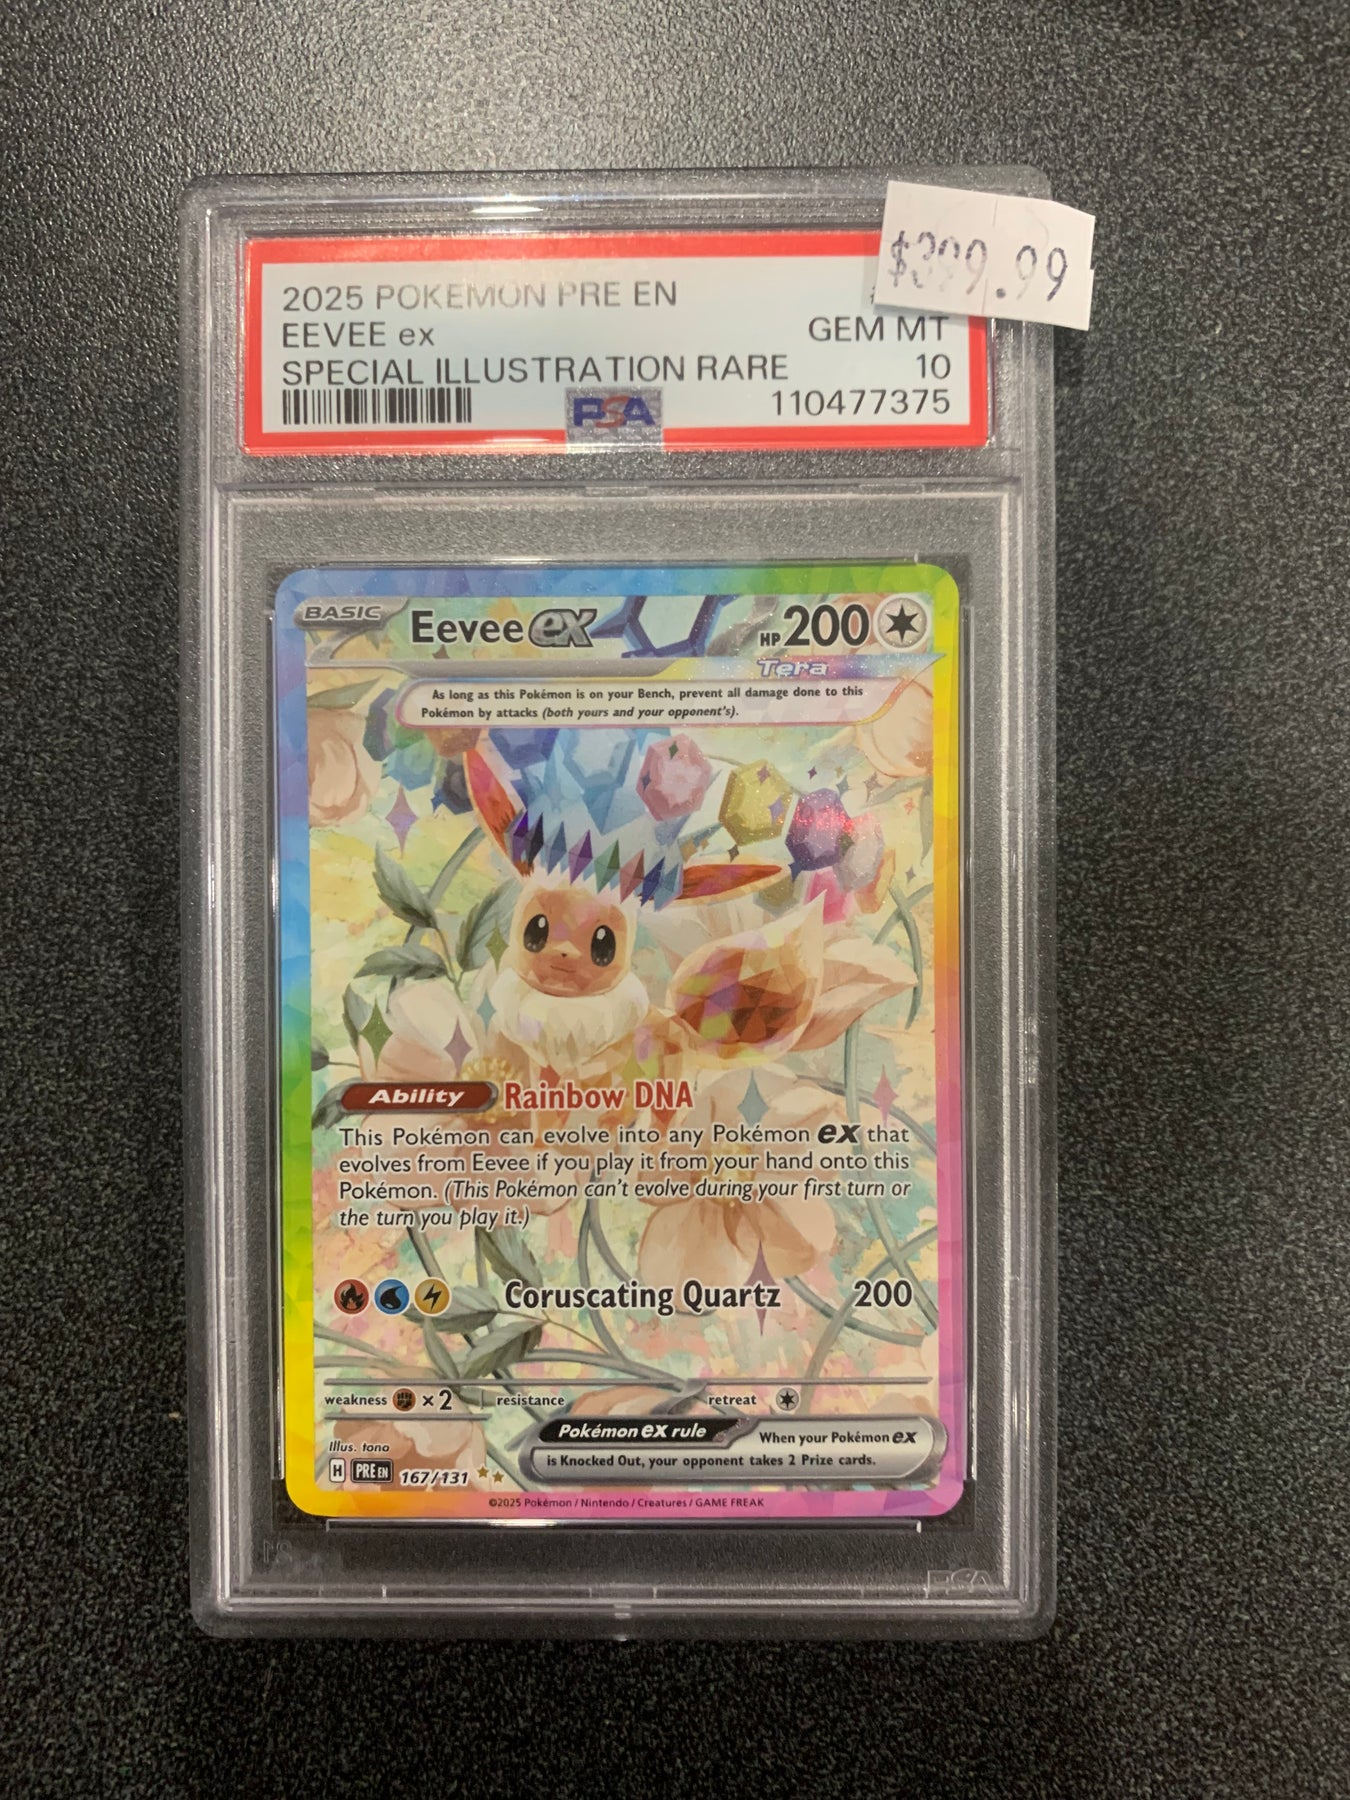 $399.99
2025 POKEMON PRE EN
EEVEE ex GEM MT
SPECIAL ILLUSTRATION RARE 10
PSA 110477375
BASIC Eevee ex HP 200
Tera
As long as this Pokémon is on your Bench, prevent all damage done to this
Pokémon by attacks (both yours and your opponent's).
Ability Rainbow DNA
This Pokémon can evolve into any Pokémon ex that
evolves from Eevee if you play it from your hand onto this
Pokémon. (This Pokémon can't evolve during your first turn or
the turn you play it.)
Coruscating Quartz 200
weakness ×2 resistance retreat
Pokémon ex rule When your Pokémon ex
is Knocked Out, your opponent takes 2 Prize cards.
Illus. tono
H PRE EN 167/131
©2025 Pokémon / Nintendo / Creatures / GAME FREAK
PSA